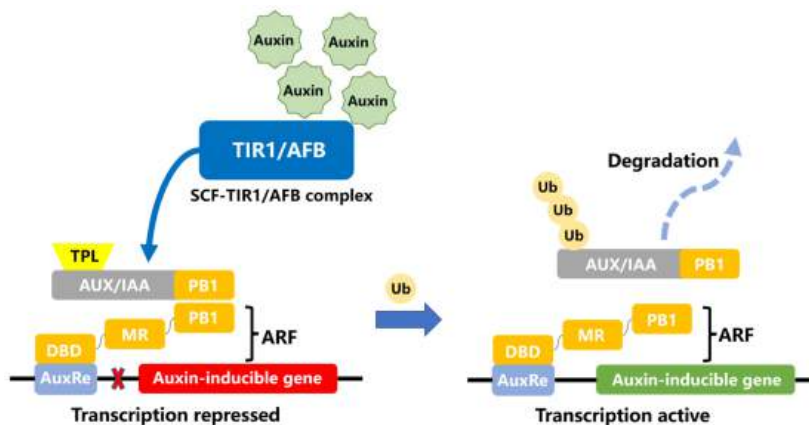 Auxin
Auxin
Auxin
Auxin
TIR1/AFB
SCF-TIR1/AFB complex
TPL
AUX/IAA
PB1
PB1
MR
DBD
ARF
AuxRe
X
Auxin-inducible gene
Transcription repressed
Ub
Degradation
Ub
Ub
Ub
AUX/IAA
PB1
PB1
MR
DBD
ARF
AuxRe
Auxin-inducible gene
Transcription active